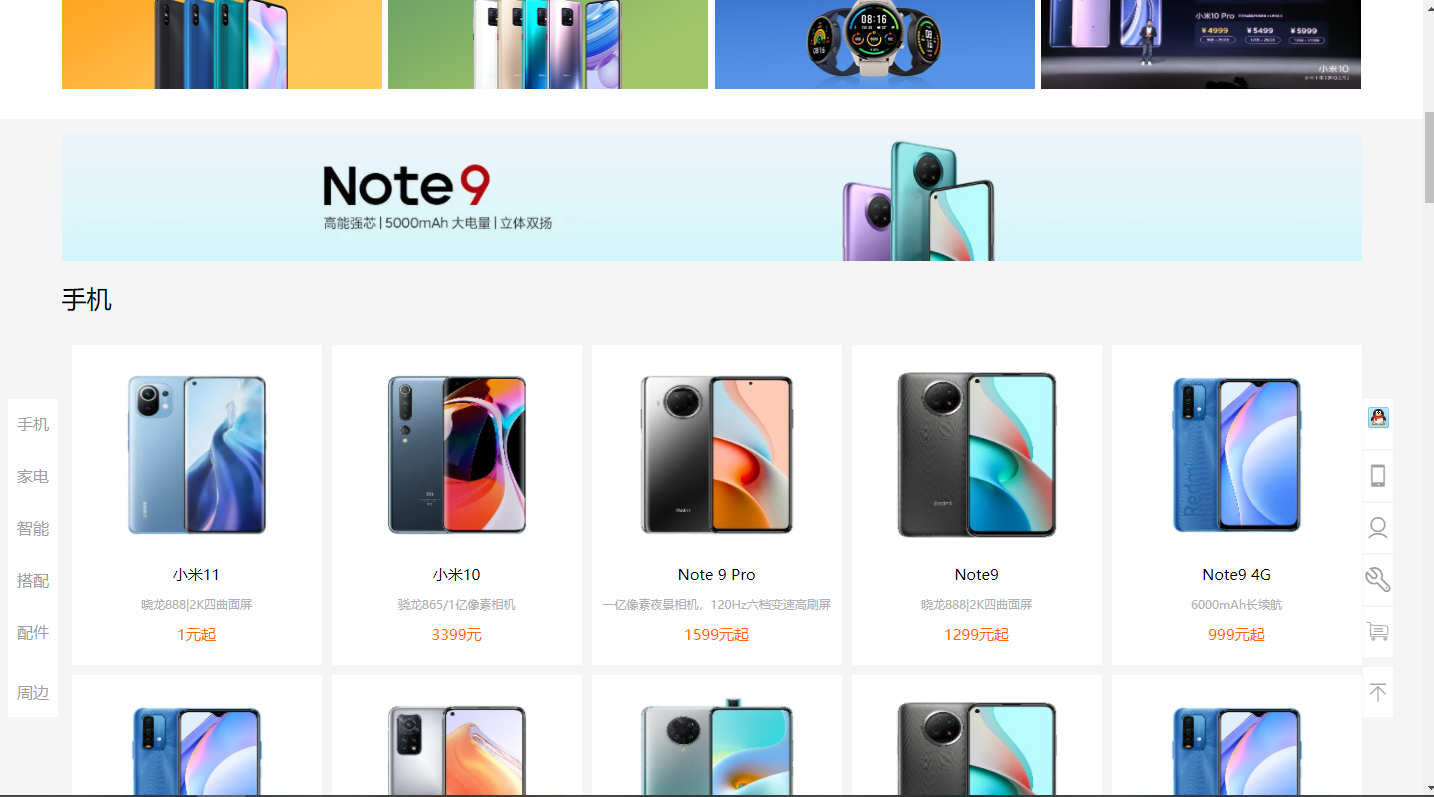 08:16
小米10 Pro
¥4999
¥5499
¥5999
小米10
Note 9
高能强芯 | 5000mAh 大电量 | 立体双扬
手机
手机
家电
智能
搭配
配件
周边
小米11
晓龙888|2K四曲面屏
1元起
小米10
骁龙865/1亿像素相机
3399元
Note 9 Pro
一亿像素夜景相机，120Hz六档变速高刷屏
1599元起
Redmi
Note9
晓龙888|2K四曲面屏
1299元起
Redmi
Note9 4G
6000mAh长续航
999元起